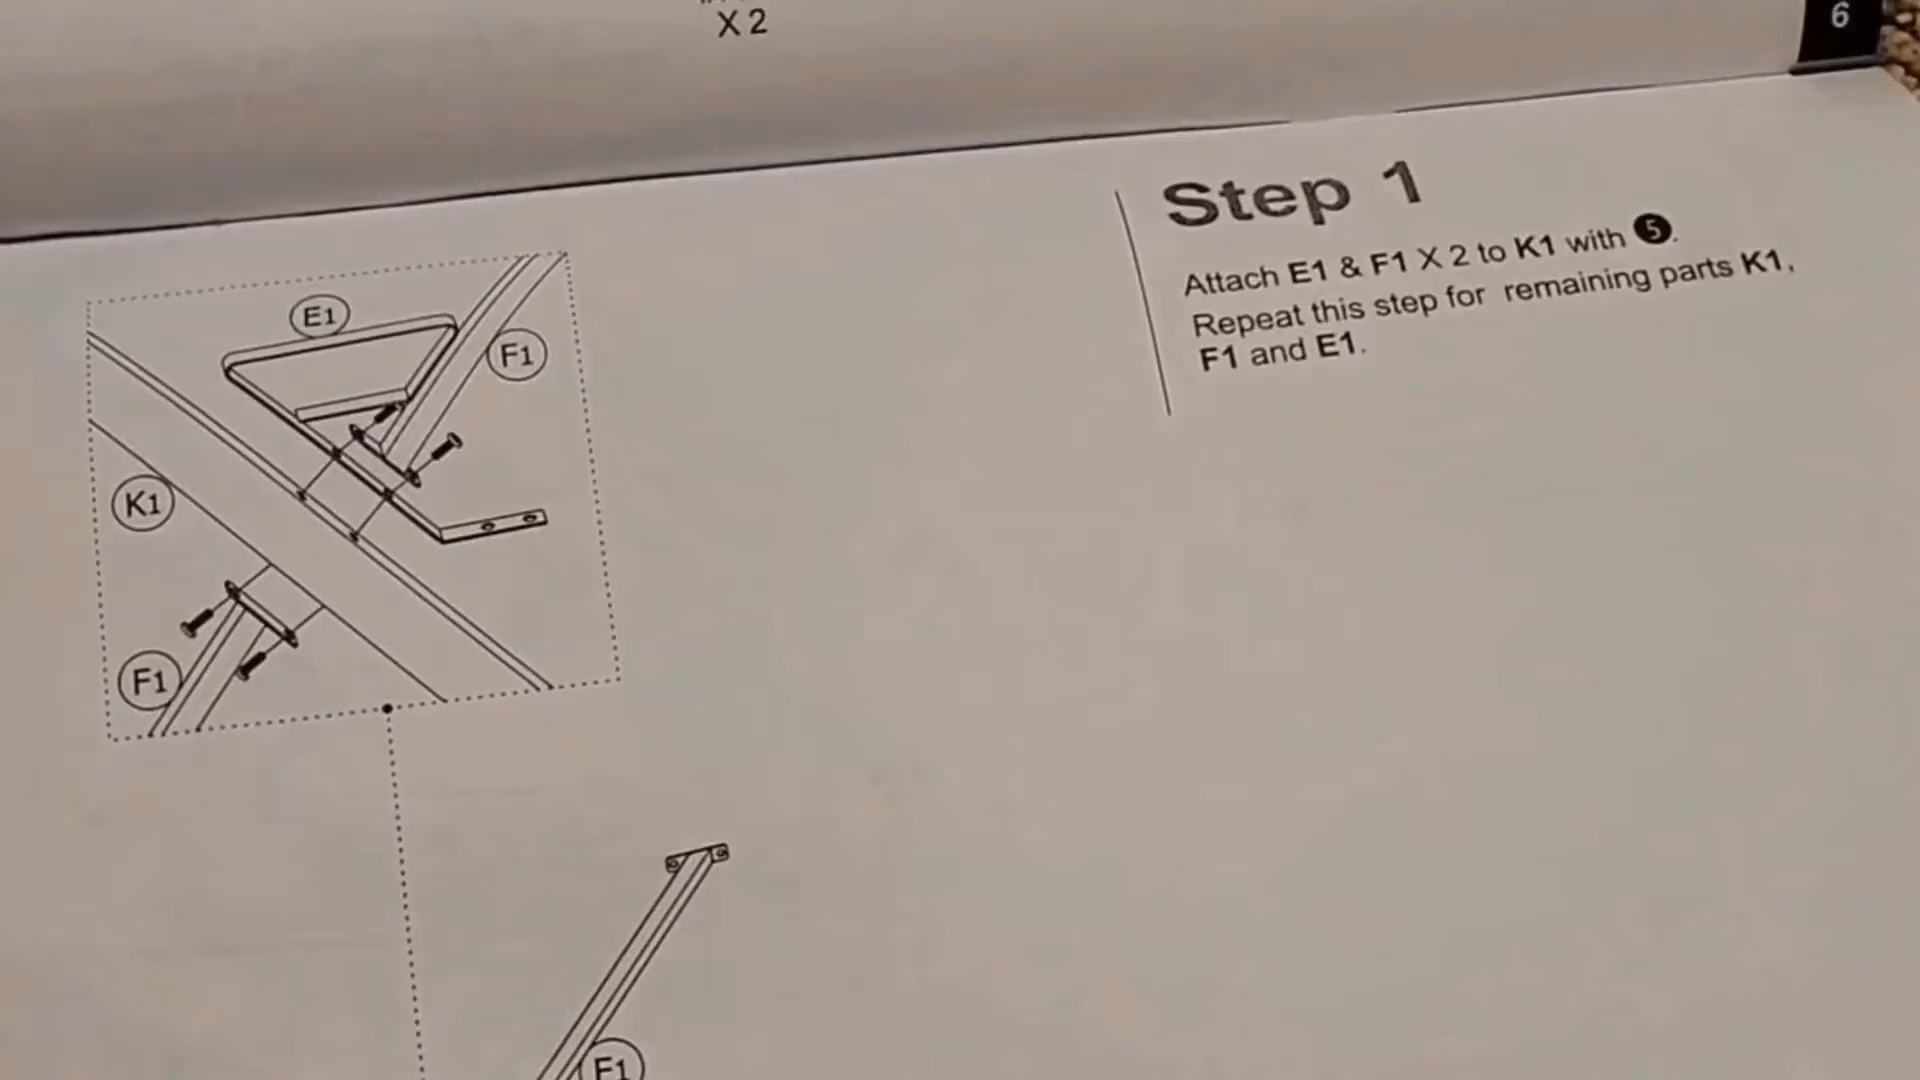 X 2
6
Step 1
Attach E1 & F1 X 2 to K1 with 5.
Repeat this step for remaining parts K1,
F1 and E1.
E1
F1
K1
F1
F1